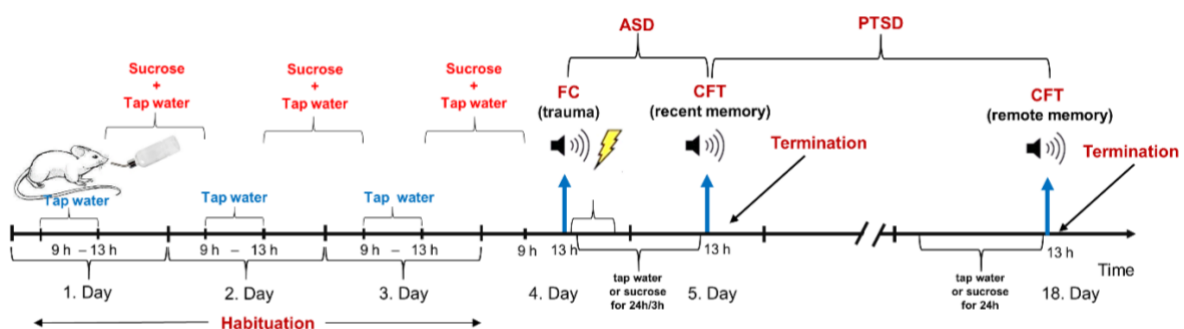 ASD
PTSD
Sucrose
+
Tap water
Sucrose
+
Tap water
Sucrose
+
Tap water
FC
(trauma)
CFT
(recent memory)
CFT
(remote memory)
Termination
Termination
Tap water
Tap water
Tap water
9 h – 13 h
9 h – 13 h
9 h – 13 h
9 h
13 h
13 h
13 h
Time
1. Day
2. Day
3. Day
4. Day
tap water
or sucrose
for 24h/3h
5. Day
tap water
or sucrose
for 24h
18. Day
Habituation